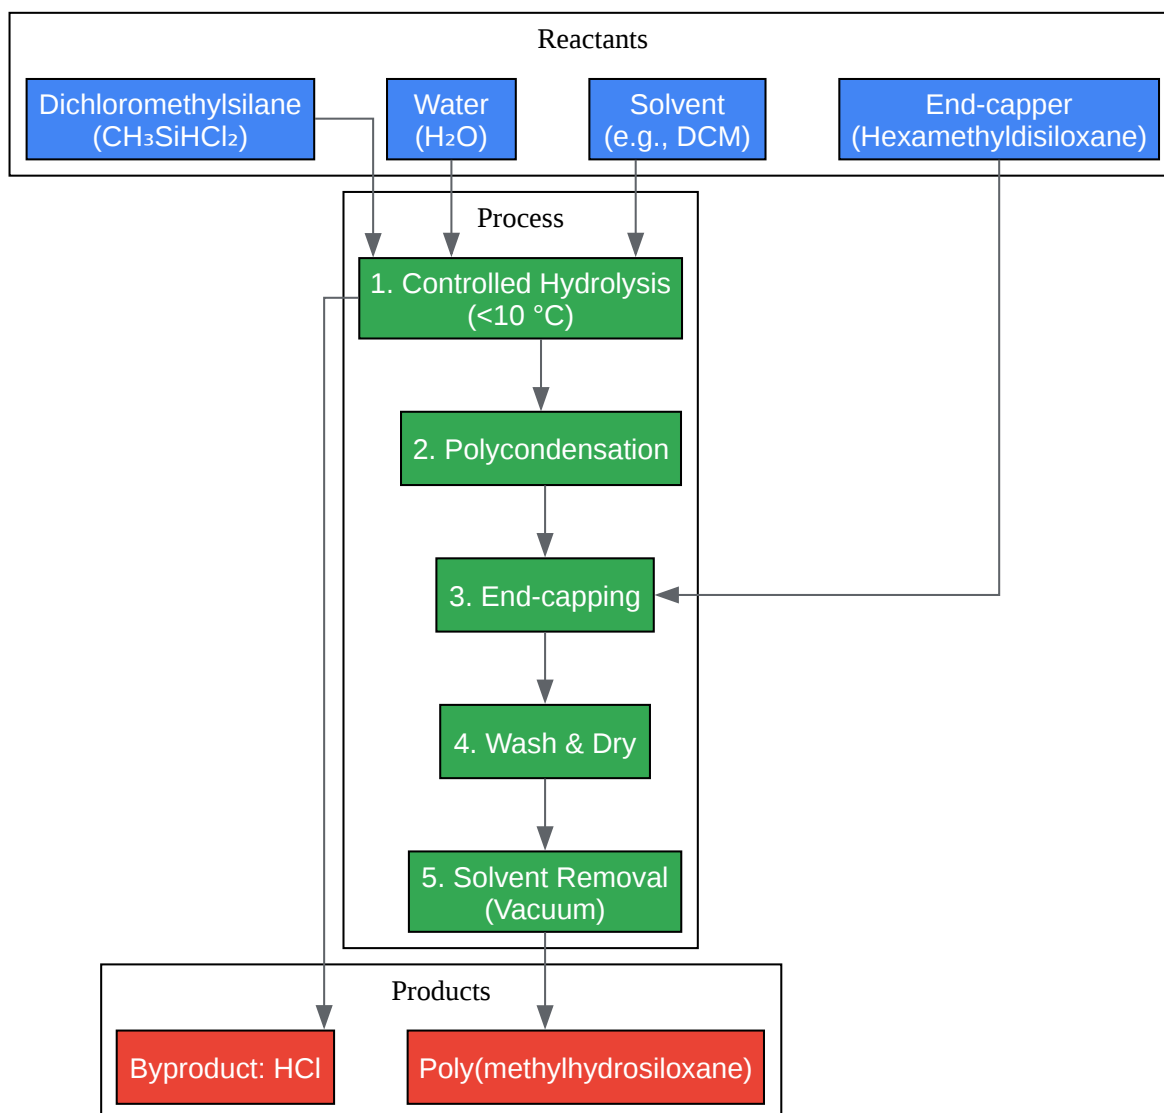 Reactants
Dichloromethylsilane
(CH₃SiHCl₂)
Water
(H₂O)
Solvent
(e.g., DCM)
End-capper
(Hexamethyldisiloxane)
Process
1. Controlled Hydrolysis
(<10 °C)
2. Polycondensation
3. End-capping
4. Wash & Dry
5. Solvent Removal
(Vacuum)
Products
Byproduct: HCl
Poly(methylhydrosiloxane)